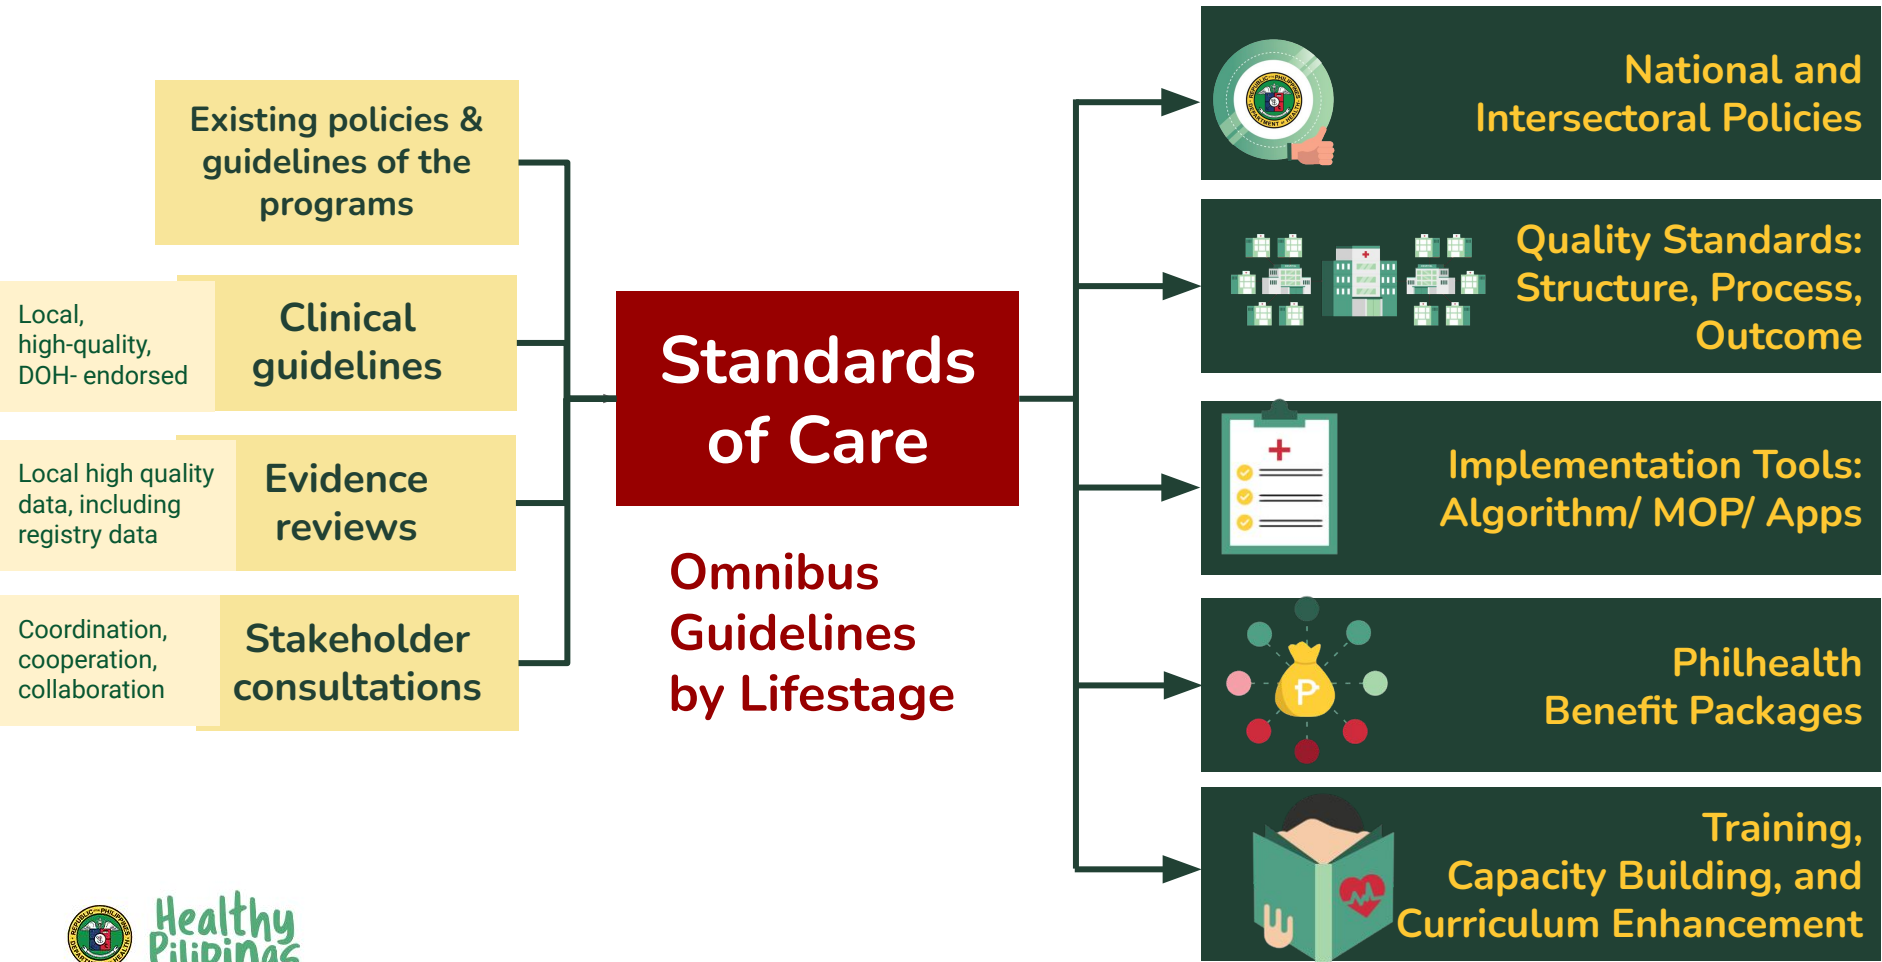 Existing policies &
guidelines of the
programs
Local,
high-quality,
DOH- endorsed
Clinical
guidelines
Local high quality
data, including
registry data
Evidence
reviews
Coordination,
cooperation,
collaboration
Stakeholder
consultations
Standards
of Care
Omnibus
Guidelines
by Lifestage
National and
Intersectoral Policies
Quality Standards:
Structure, Process,
Outcome
Implementation Tools:
Algorithm/ MOP/ Apps
Philhealth
Benefit Packages
Training,
Capacity Building, and
Curriculum Enhancement
Healthy
Pilipinas